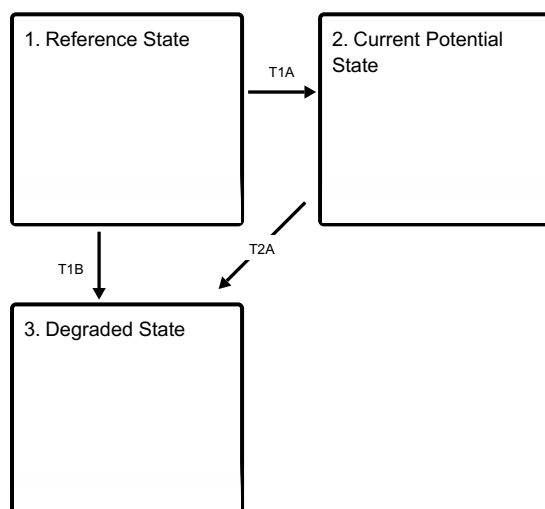 1. Reference State
2. Current Potential
State
T1A
T1B
T2A
3. Degraded State